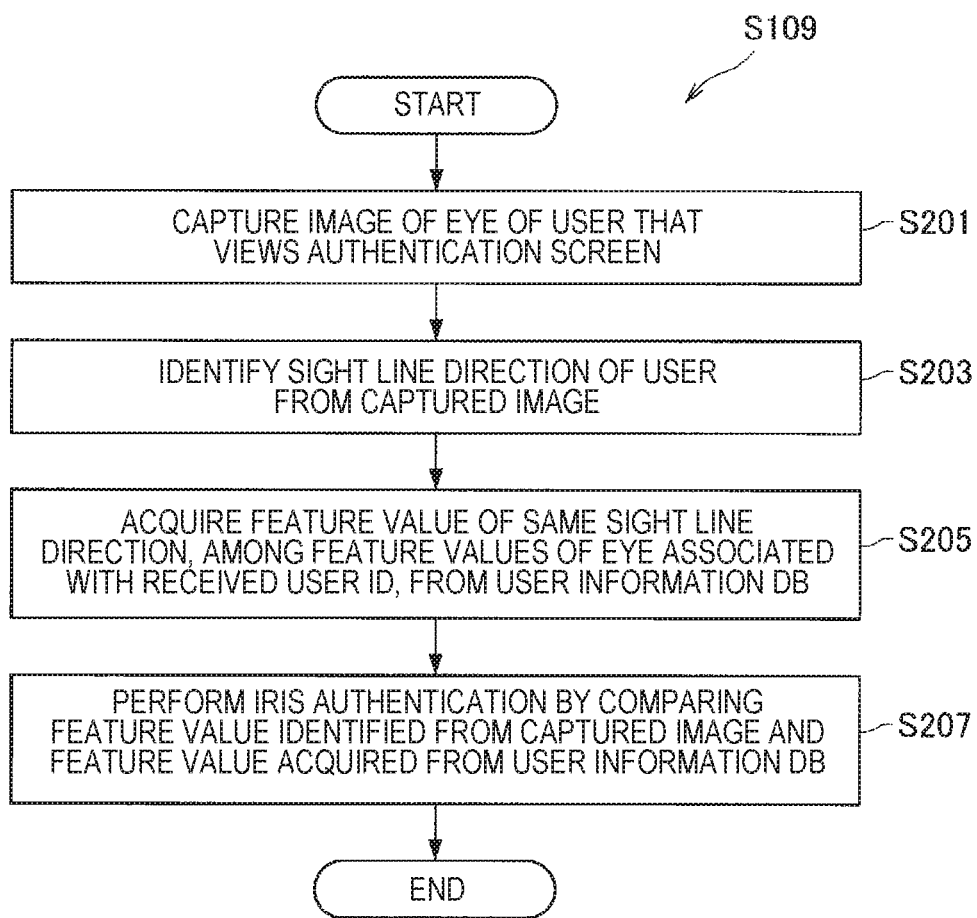 S109
START
CAPTURE IMAGE OF EYE OF USER THAT
VIEWS AUTHENTICATION SCREEN
S201
IDENTIFY SIGHT LINE DIRECTION OF USER
FROM CAPTURED IMAGE
S203
ACQUIRE FEATURE VALUE OF SAME SIGHT LINE
DIRECTION, AMONG FEATURE VALUES OF EYE ASSOCIATED
WITH RECEIVED USER ID, FROM USER INFORMATION DB
S205
PERFORM IRIS AUTHENTICATION BY COMPARING
FEATURE VALUE IDENTIFIED FROM CAPTURED IMAGE AND
FEATURE VALUE ACQUIRED FROM USER INFORMATION DB
S207
END